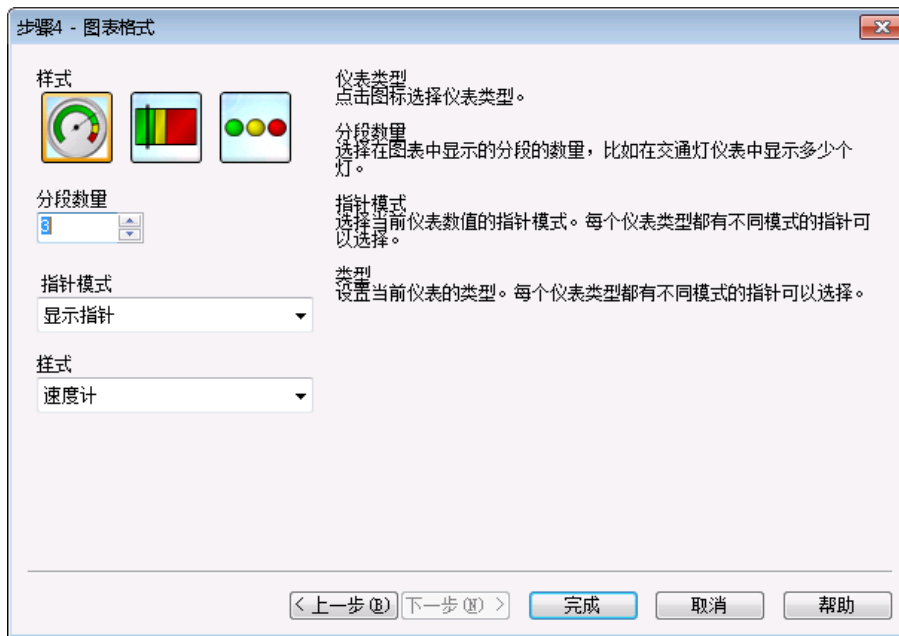 步骤4 - 图表格式
样式
分段数量
3
指针模式
显示指针
样式
速度计
仪表类型
点击图标选择仪表类型。
分段数量
选择在图表中显示的分段的数量，比如在交通灯仪表中显示多少个
灯。
指针模式
选择当前仪表数值的指针模式。每个仪表类型都有不同模式的指针可
以选择。
类型
设置当前仪表的类型。每个仪表类型都有不同模式的指针可以选择。
< 上一步(B)
下一步(N) >
完成
取消
帮助